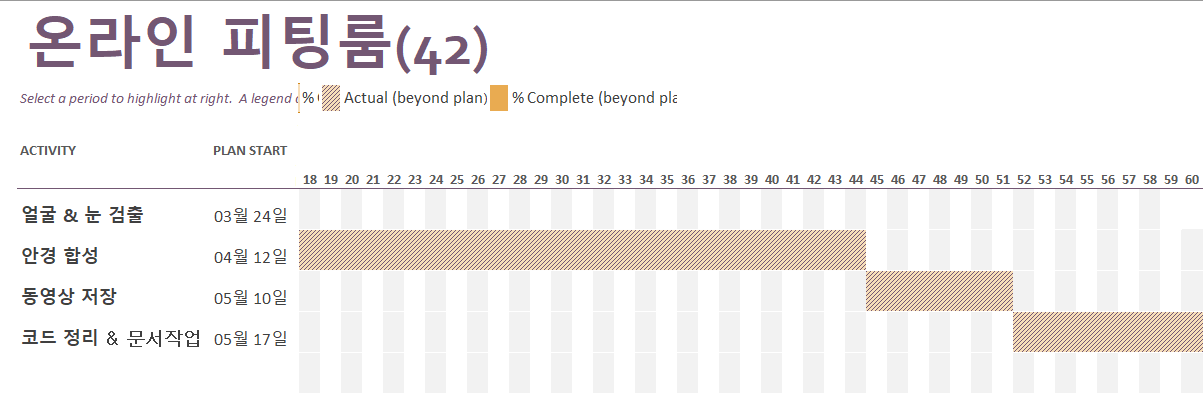 온라인 피팅룸(42)
Select a period to highlight at right. A legend % Actual (beyond plan) % Complete (beyond
ACTIVITY PLAN START
18 19 20 21 22 23 24 25 26 27 28 29 30 31 32 33 34 35 36 37 38 39 40 41 42 43 44 45 46 47 48 49 50 51 52 53 54 55 56 57 58 59 60
얼굴 & 눈 검출 03월 24일
안경 합성 04월 12일
동영상 저장 05월 10일
코드 정리 & 문서작업 05월 17일